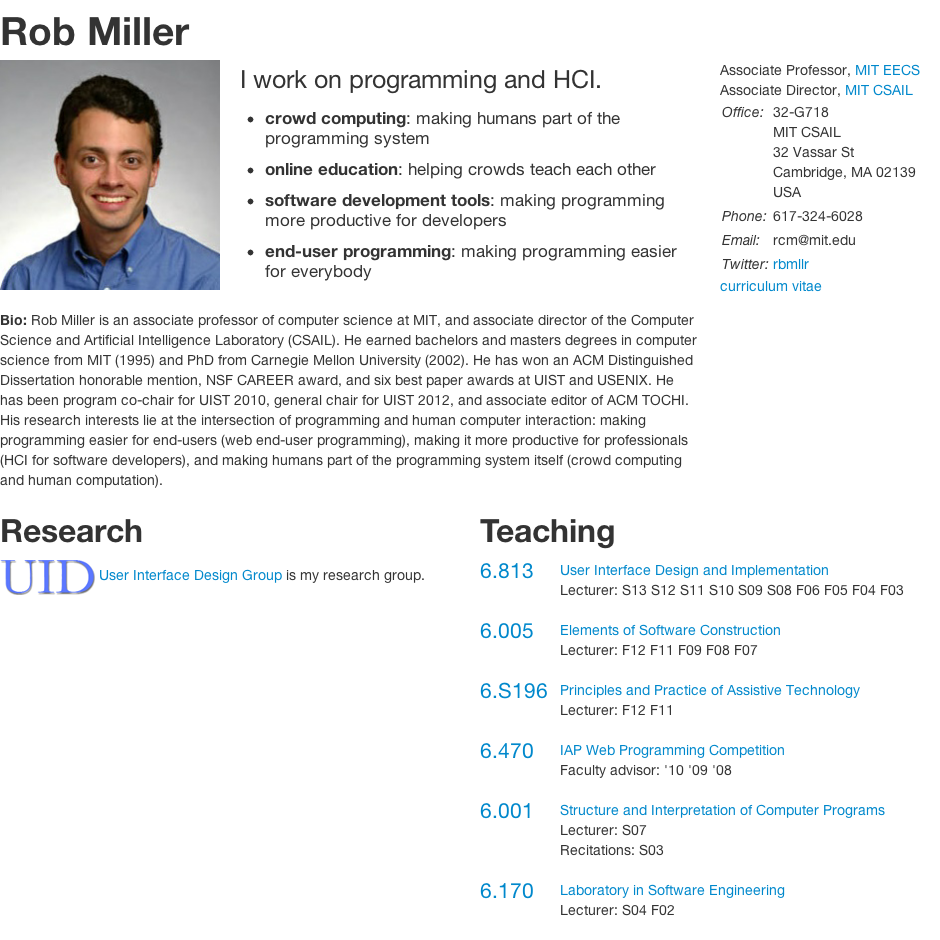 Rob Miller
I work on programming and HCI.
• crowd computing: making humans part of the
programming system
• online education: helping crowds teach each other
• software development tools: making programming
more productive for developers
• end-user programming: making programming easier
for everybody
Associate Professor, MIT EECS
Associate Director, MIT CSAIL
Office: 32-G718
MIT CSAIL
32 Vassar St
Cambridge, MA 02139
USA
Phone: 617-324-6028
Email: rcm@mit.edu
Twitter: rbmllr
curriculum vitae
Bio: Rob Miller is an associate professor of computer science at MIT, and associate director of the Computer
Science and Artificial Intelligence Laboratory (CSAIL). He earned bachelors and masters degrees in computer
science from MIT (1995) and PhD from Carnegie Mellon University (2002). He has won an ACM Distinguished
Dissertation honorable mention, NSF CAREER award, and six best paper awards at UIST and USENIX. He
has been program co-chair for UIST 2010, general chair for UIST 2012, and associate editor of ACM TOCHI.
His research interests lie at the intersection of programming and human computer interaction: making
programming easier for end-users (web end-user programming), making it more productive for professionals
(HCI for software developers), and making humans part of the programming system itself (crowd computing
and human computation).
Research
UID User Interface Design Group is my research group.
Teaching
6.813 User Interface Design and Implementation
Lecturer: S13 S12 S11 S10 S09 S08 F06 F05 F04 F03
6.005 Elements of Software Construction
Lecturer: F12 F11 F09 F08 F07
6.S196 Principles and Practice of Assistive Technology
Lecturer: F12 F11
6.470 IAP Web Programming Competition
Faculty advisor: '10 '09 '08
6.001 Structure and Interpretation of Computer Programs
Lecturer: S07
Recitations: S03
6.170 Laboratory in Software Engineering
Lecturer: S04 F02